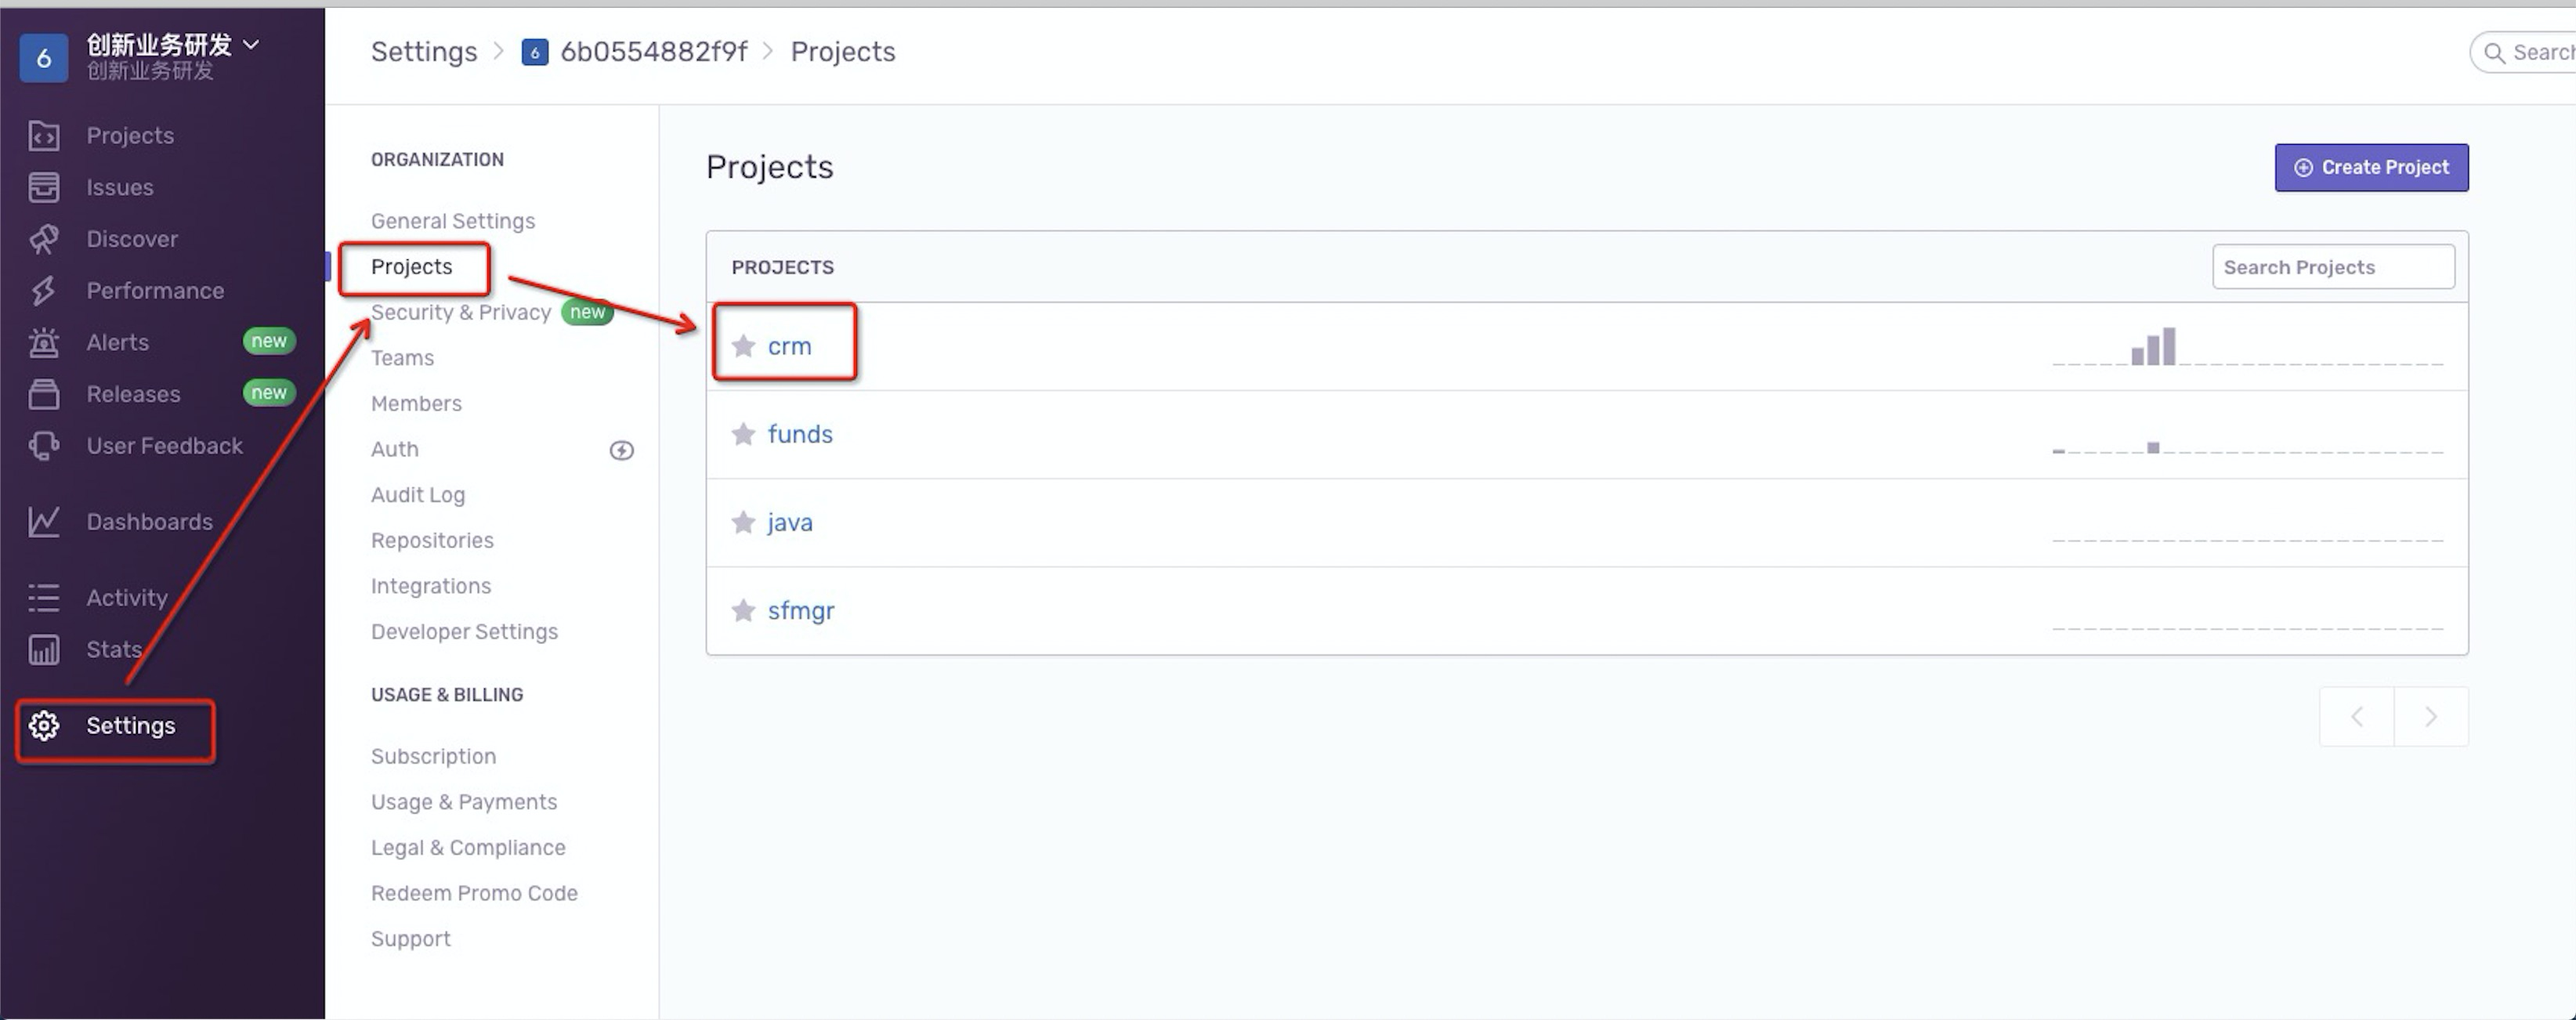 6
创新业务研发
创新业务研发
Projects
Issues
Discover
Performance
Alerts new
Releases new
User Feedback
Dashboards
Activity
Stats
Settings
Settings > 6 6b0554882f9f > Projects
ORGANIZATION
General Settings
Projects
Security & Privacy new
Teams
Members
Auth
Audit Log
Repositories
Integrations
Developer Settings
USAGE & BILLING
Subscription
Usage & Payments
Legal & Compliance
Redeem Promo Code
Support
Projects
Create Project
PROJECTS
Search Projects
crm
funds
java
sfmgr